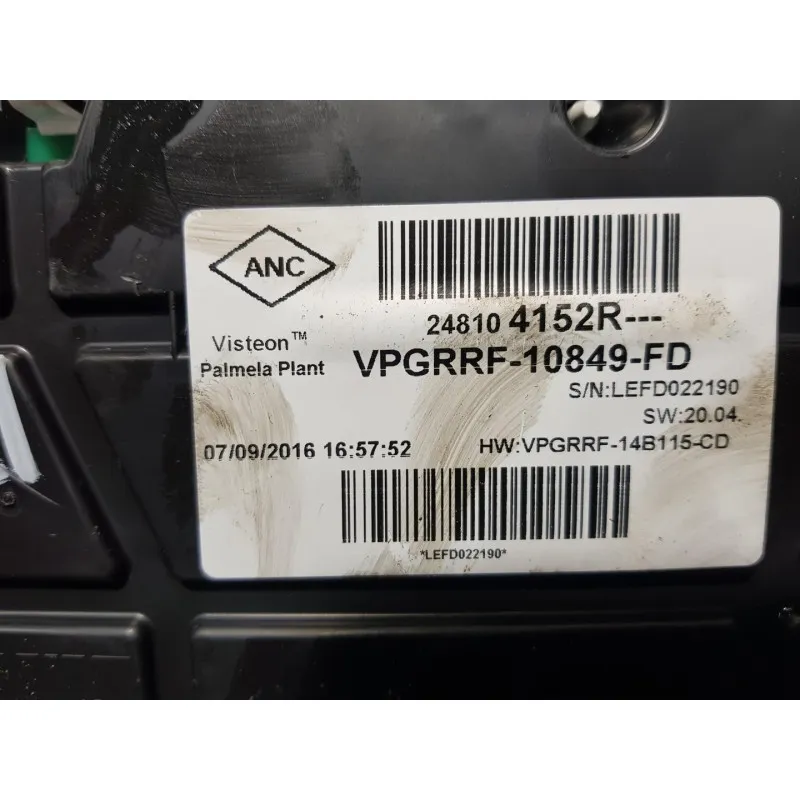 ANC
24810 4152R---
Visteon™
Palmela Plant
VPGRRF-10849-FD
S/N:LEFD022190
SW:20.04.
07/09/2016 16:57:52
HW:VPGRRF-14B115-CD
*LEFD022190*